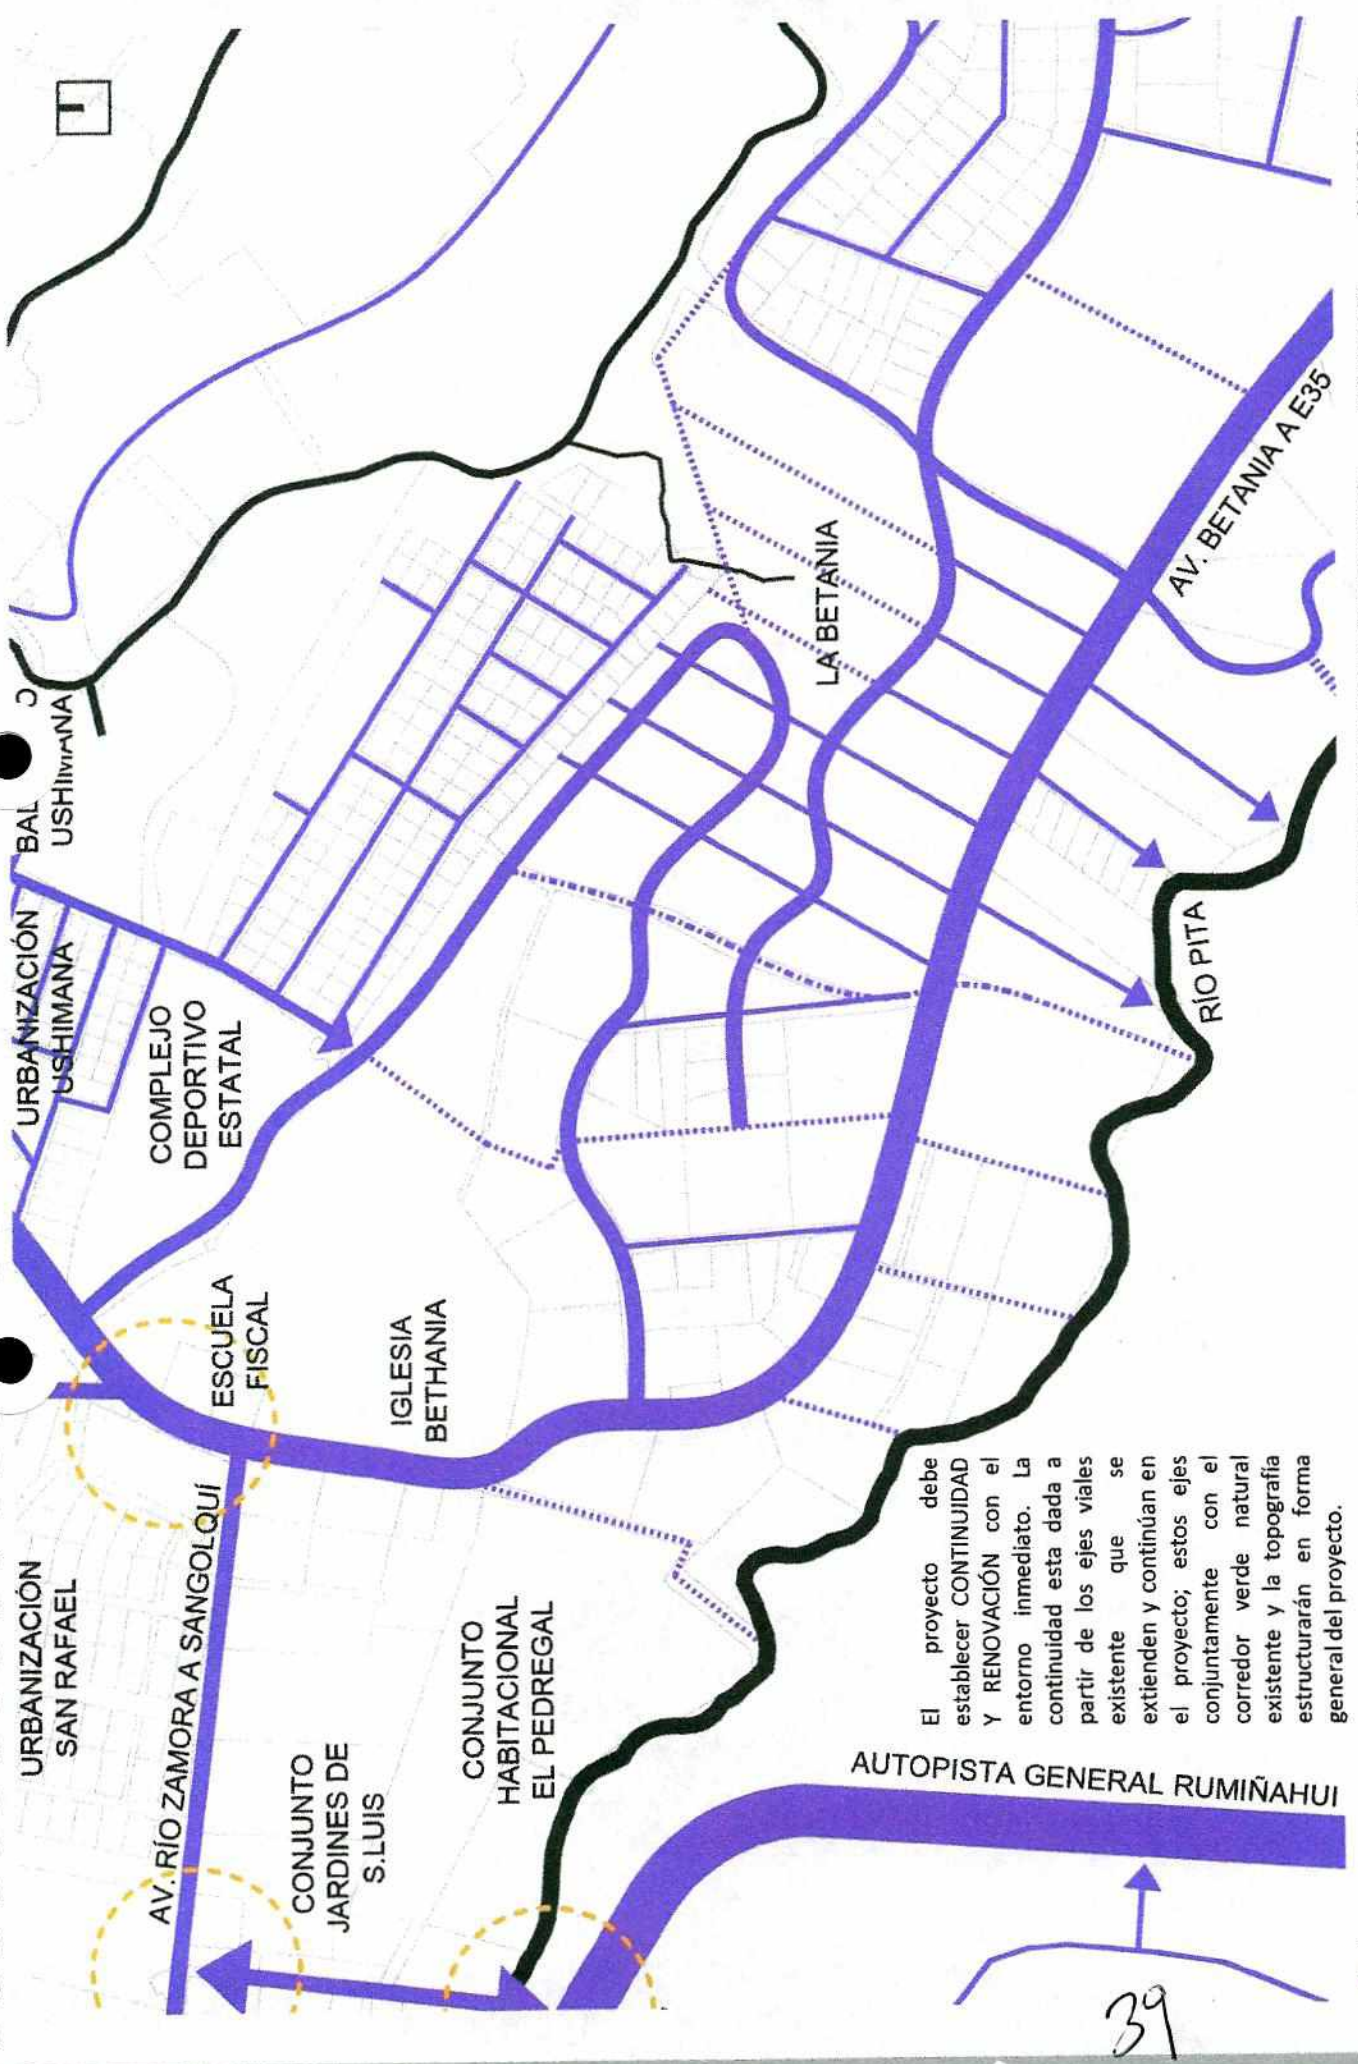 URBANIZACIÓN
SAN RAFAEL
AV. RÍO ZAMORA A SANGOLQUÍ
CONJUNTO
JARDINES DE
S.LUIS
CONJUNTO
HABITACIONAL
EL PEDREGAL
ESCUELA
FISCAL
IGLESIA
BETHANIA
URBANIZACIÓN
USHIMANA
COMPLEJO
DEPORTIVO
ESTATAL
USHIMANA
LA BETANIA
AV. BETANIA A E35
RÍO PITA
El proyecto debe
establecer CONTINUIDAD
Y RENOVACIÓN con el
entorno inmediato. La
continuidad esta dada a
partir de los ejes viales
existente que se
extienden y continúan en
el proyecto; estos ejes
conjuntamente con el
corredor verde natural
existente y la topografía
estructurarán en forma
general del proyecto.
AUTOPISTA GENERAL RUMIÑAHUI
39